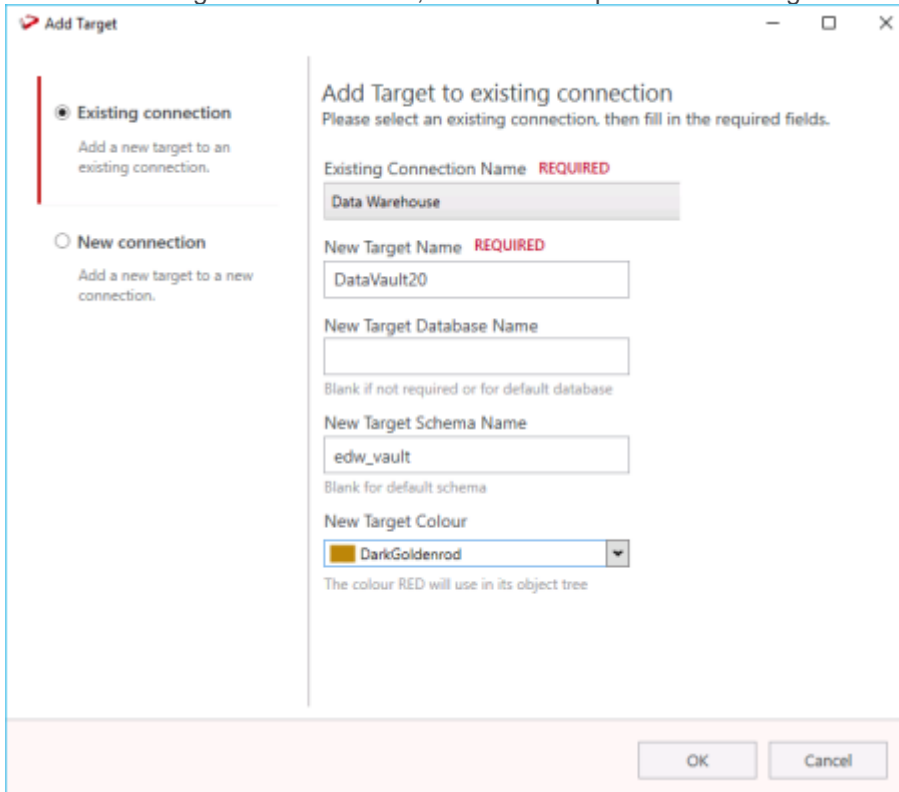 Add Target
Existing connection
Add a new target to an
existing connection.
New connection
Add a new target to a new
connection.
Add Target to existing connection
Please select an existing connection, then fill in the required fields.
Existing Connection Name REQUIRED
Data Warehouse
New Target Name REQUIRED
DataVault20
New Target Database Name
Blank if not required or for default database
New Target Schema Name
edw_vault
Blank for default schema
New Target Colour
DarkGoldenrod
The colour RED will use in its object tree
OK Cancel